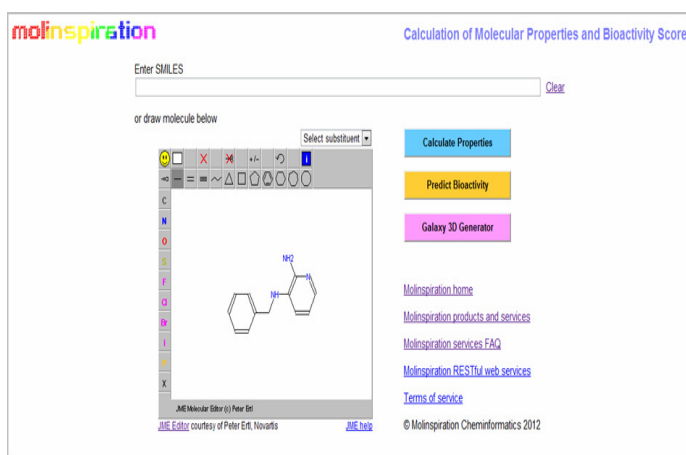 molinspiration
Calculation of Molecular Properties and Bioactivity Score
Enter SMILES
Clear
or draw molecule below
Select substituent
Calculate Properties
+/-
i
Predict Bioactivity
C
N
O
S
F
Cl
Br
I
X
Galaxy 3D Generator
NH2
N
NH
Molinspiration home
Molinspiration products and services
Molinspiration services FAQ
Molinspiration RESTful web services
Terms of service
JME Molecular Editor (c) Peter Ertl
JME Editor courtesy of Peter Ertl, Novartis
JME help
© Molinspiration Cheminformatics 2012